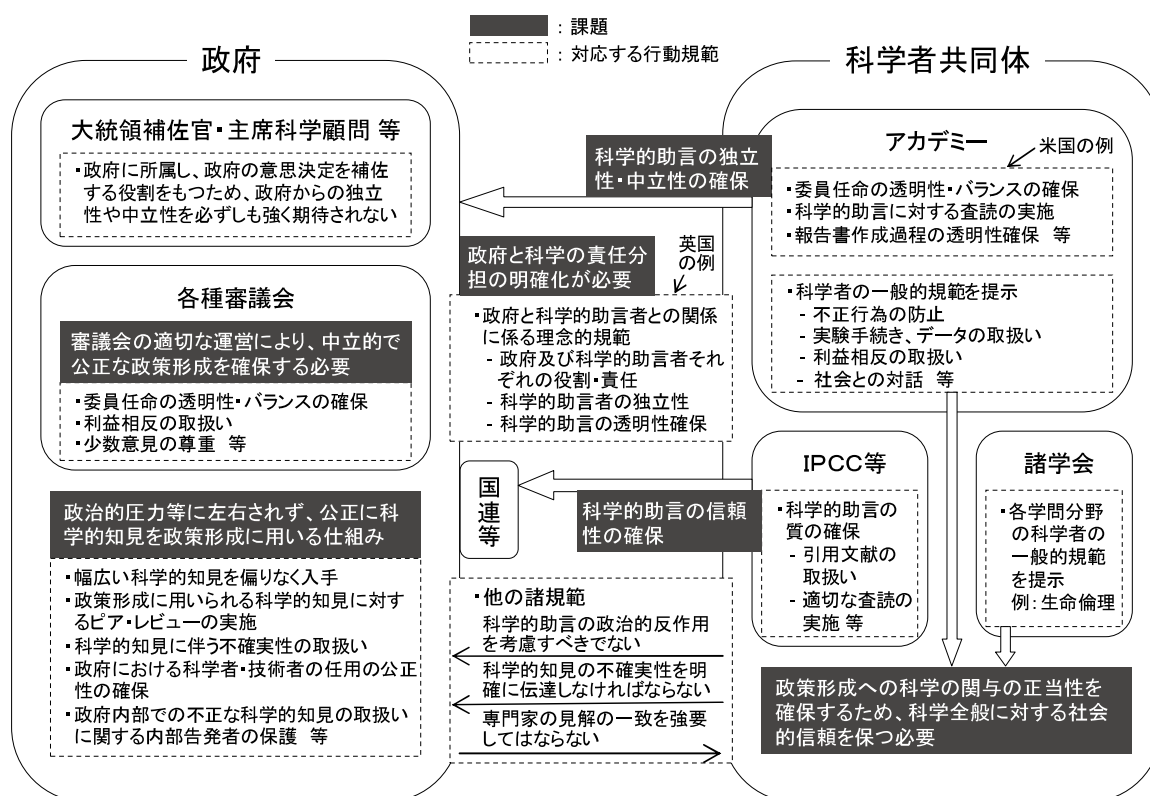 ：課題
：対応する行動規範
政府
大統領補佐官・主席科学顧問 等
・政府に所属し、政府の意思決定を補佐
する役割をもつため、政府からの独立
性や中立性を必ずしも強く期待されない
各種審議会
審議会の適切な運営により、中立的で
公正な政策形成を確保する必要
・委員任命の透明性・バランスの確保
・利益相反の取扱い
・少数意見の尊重 等
政治的圧力等に左右されず、公正に科
学的知見を政策形成に用いる仕組み
・幅広い科学的知見を偏りなく入手
・政策形成に用いられる科学的知見に対す
るピア・レビューの実施
・科学的知見に伴う不確実性の取扱い
・政府における科学者・技術者の任用の公正
性の確保
・政府内部での不正な科学的知見の取扱い
に関する内部告発者の保護 等
科学的助言の独立
性・中立性の確保
政府と科学の責任分
担の明確化が必要
英国
の例
・政府と科学的助言者との関係
に係る理念的規範
- 政府及び科学的助言者それ
ぞれの役割・責任
- 科学的助言者の独立性
- 科学的助言の透明性確保
国連等
科学的助言の信頼
性の確保
・他の諸規範
科学的助言の政治的反作用
を考慮すべきでない
科学的知見の不確実性を明
確に伝達しなければならない
専門家の見解の一致を強要
してはならない
科学者共同体
アカデミー
米国の例
・委員任命の透明性・バランスの確保
・科学的助言に対する査読の実施
・報告書作成過程の透明性確保 等
・科学者の一般的規範を提示
- 不正行為の防止
- 実験手続き、データの取扱い
- 利益相反の取扱い
- 社会との対話 等
IPCC等
・科学的助言の
質の確保
- 引用文献の
取扱い
- 適切な査読の
実施 等
諸学会
・各学問分野
の科学者の
一般的規範
を提示
例：生命倫理
政策形成への科学の関与の正当性を
確保するため、科学全般に対する社会
的信頼を保つ必要